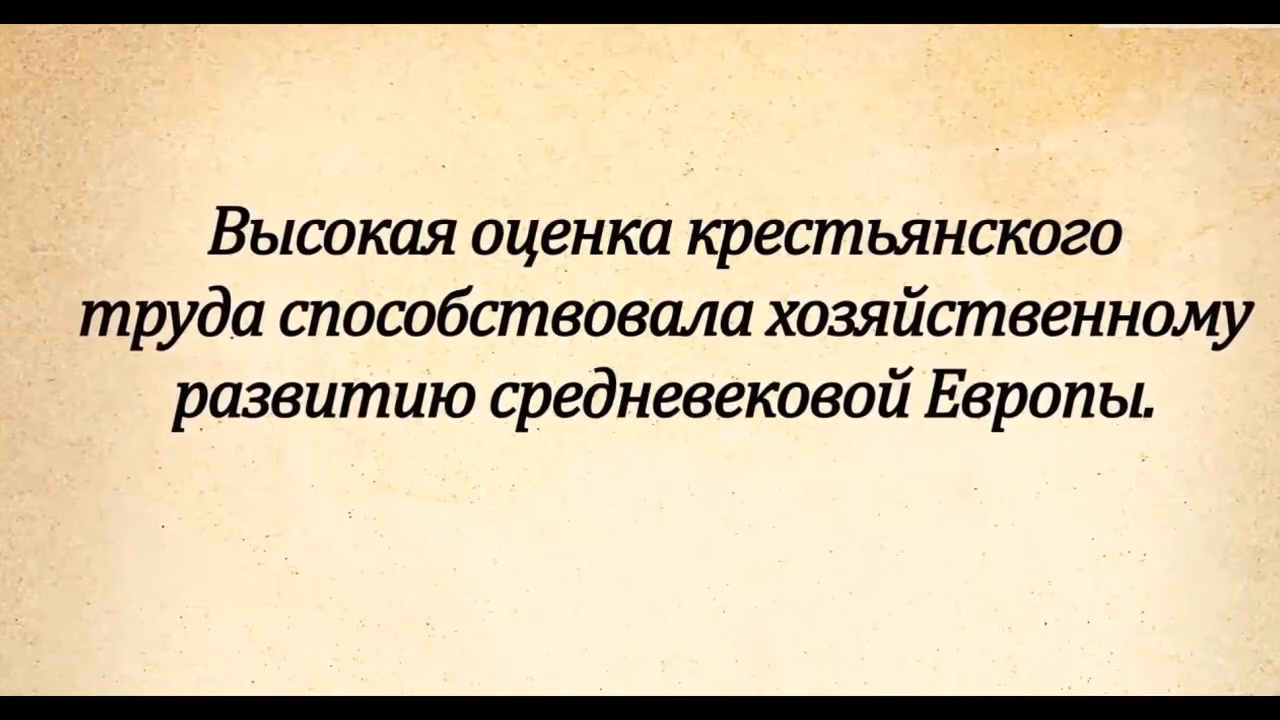 Высокая оценка крестьянского
труда способствовала хозяйственному
развитию средневековой Европы.